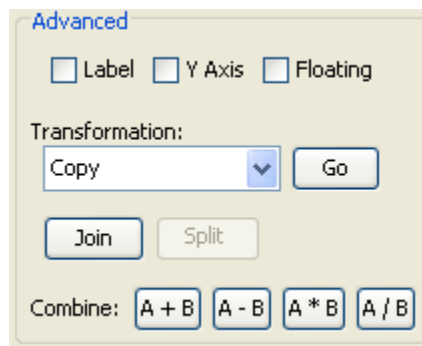 Advanced
Label Y Axis Floating
Transformation:
Copy Go
Join Split
Combine: A + B A - B A * B A / B